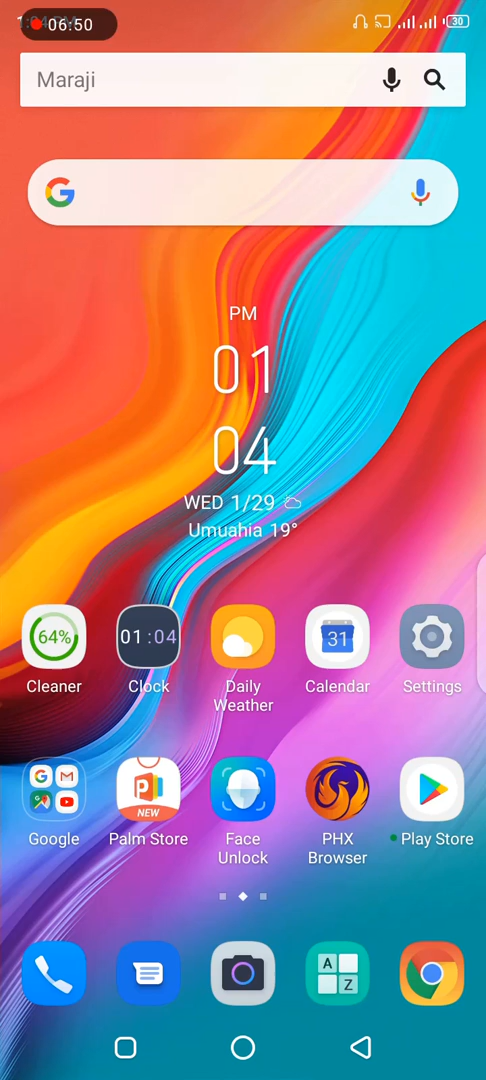 06:50
30
Maraji
PM
01
04
WED 1/29
Umuahia 19°
64%
01:04
31
Cleaner
Clock
Daily Weather
Calendar
Settings
NEW
Google
Palm Store
Face Unlock
PHX Browser
Play Store
A
Z